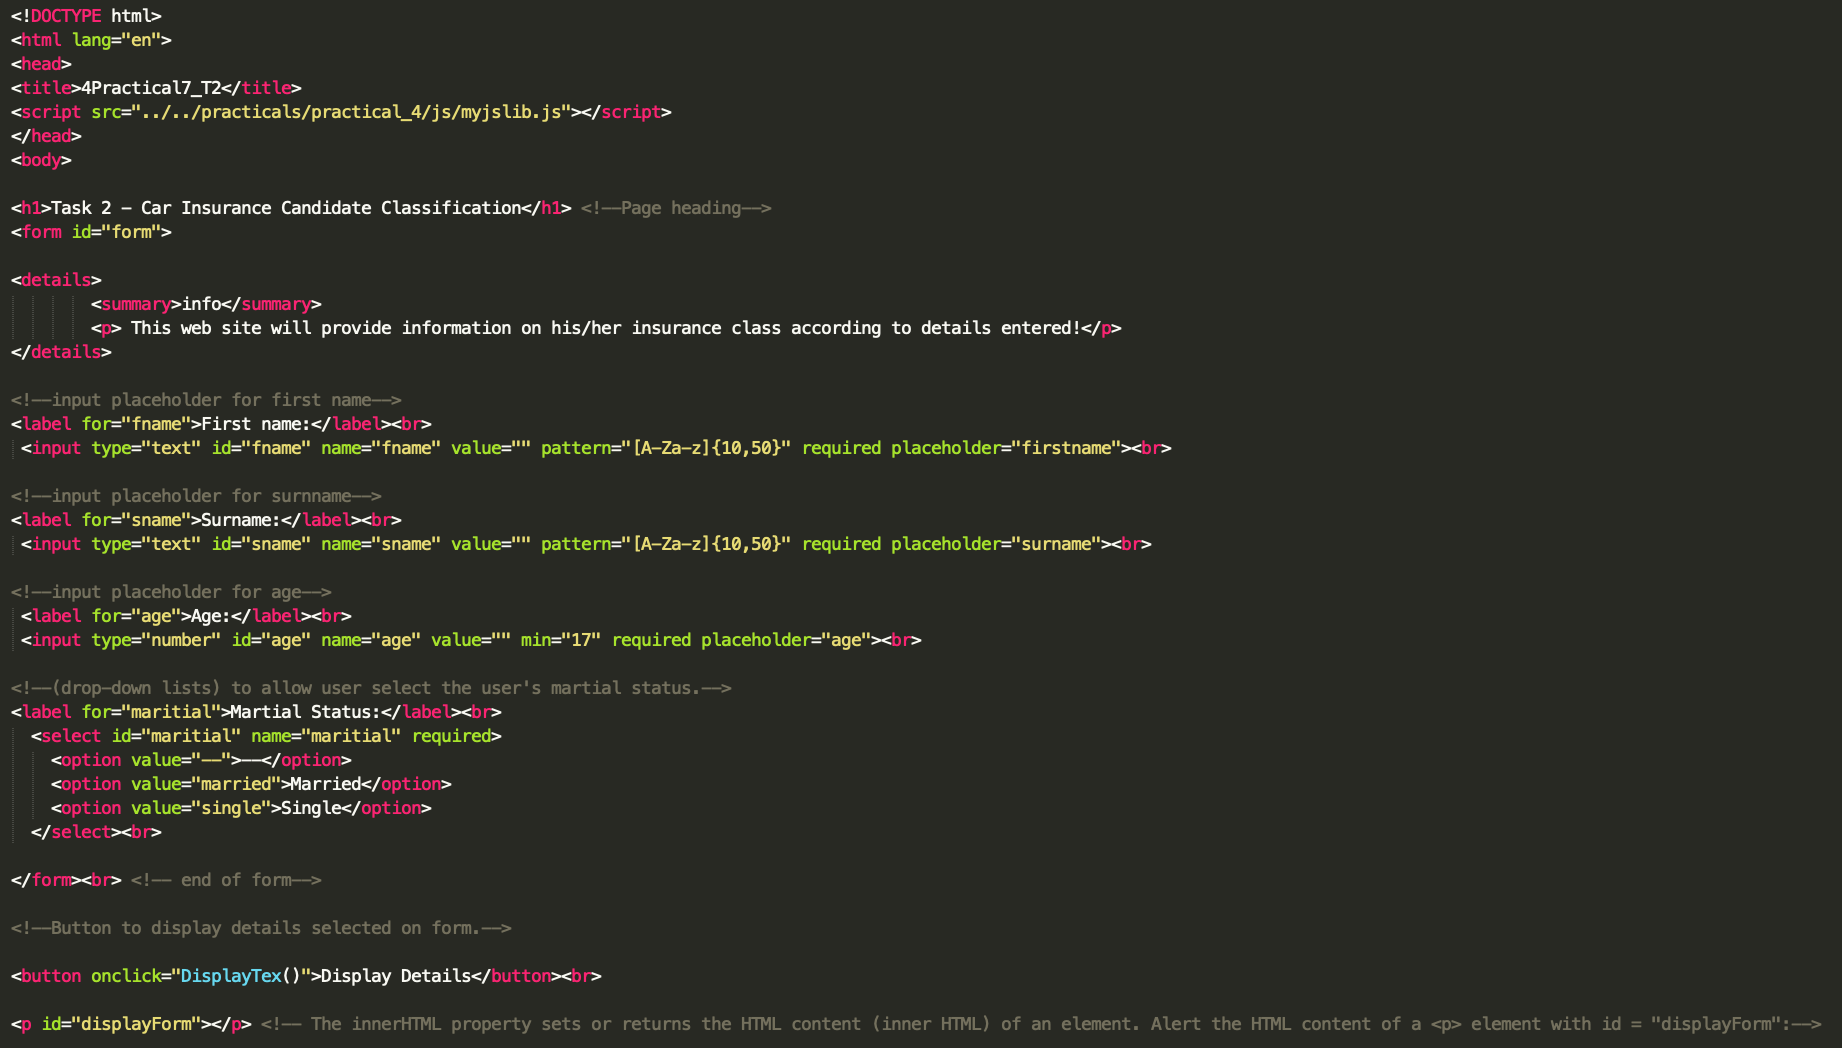 <!DOCTYPE html>
<html lang="en">
<head>
<title>4Practical7_T2</title>
<script src="../../practicals/practical_4/js/myjslib.js"></script>
</head>
<body>
<h1>Task 2 - Car Insurance Candidate Classification</h1> <!--Page heading-->
<form id="form">
<details>
<summary>info</summary>
<p> This web site will provide information on his/her insurance class according to details entered!</p>
</details>
<!--input placeholder for first name-->
<label for="fname">First name:</label><br>
<input type="text" id="fname" name="fname" value="" pattern="[A-Za-z]{10,50}" required placeholder="firstname"><br>
<!--input placeholder for surnname-->
<label for="sname">Surname:</label><br>
<input type="text" id="sname" name="sname" value="" pattern="[A-Za-z]{10,50}" required placeholder="surname"><br>
<!--input placeholder for age-->
<label for="age">Age:</label><br>
<input type="number" id="age" name="age" value="" min="17" required placeholder="age"><br>
<!--(drop-down lists) to allow user select the user's martial status.-->
<label for="maritial">Martial Status:</label><br>
<select id="maritial" name="maritial" required>
<option value="--">--</option>
<option value="married">Married</option>
<option value="single">Single</option>
</select><br>
</form><br> <!-- end of form-->
<!--Button to display details selected on form.-->
<button onclick="DisplayTex()">Display Details</button><br>
<p id="displayForm"></p> <!-- The innerHTML property sets or returns the HTML content (inner HTML) of an element. Alert the HTML content of a <p> element with id = "displayForm":-->